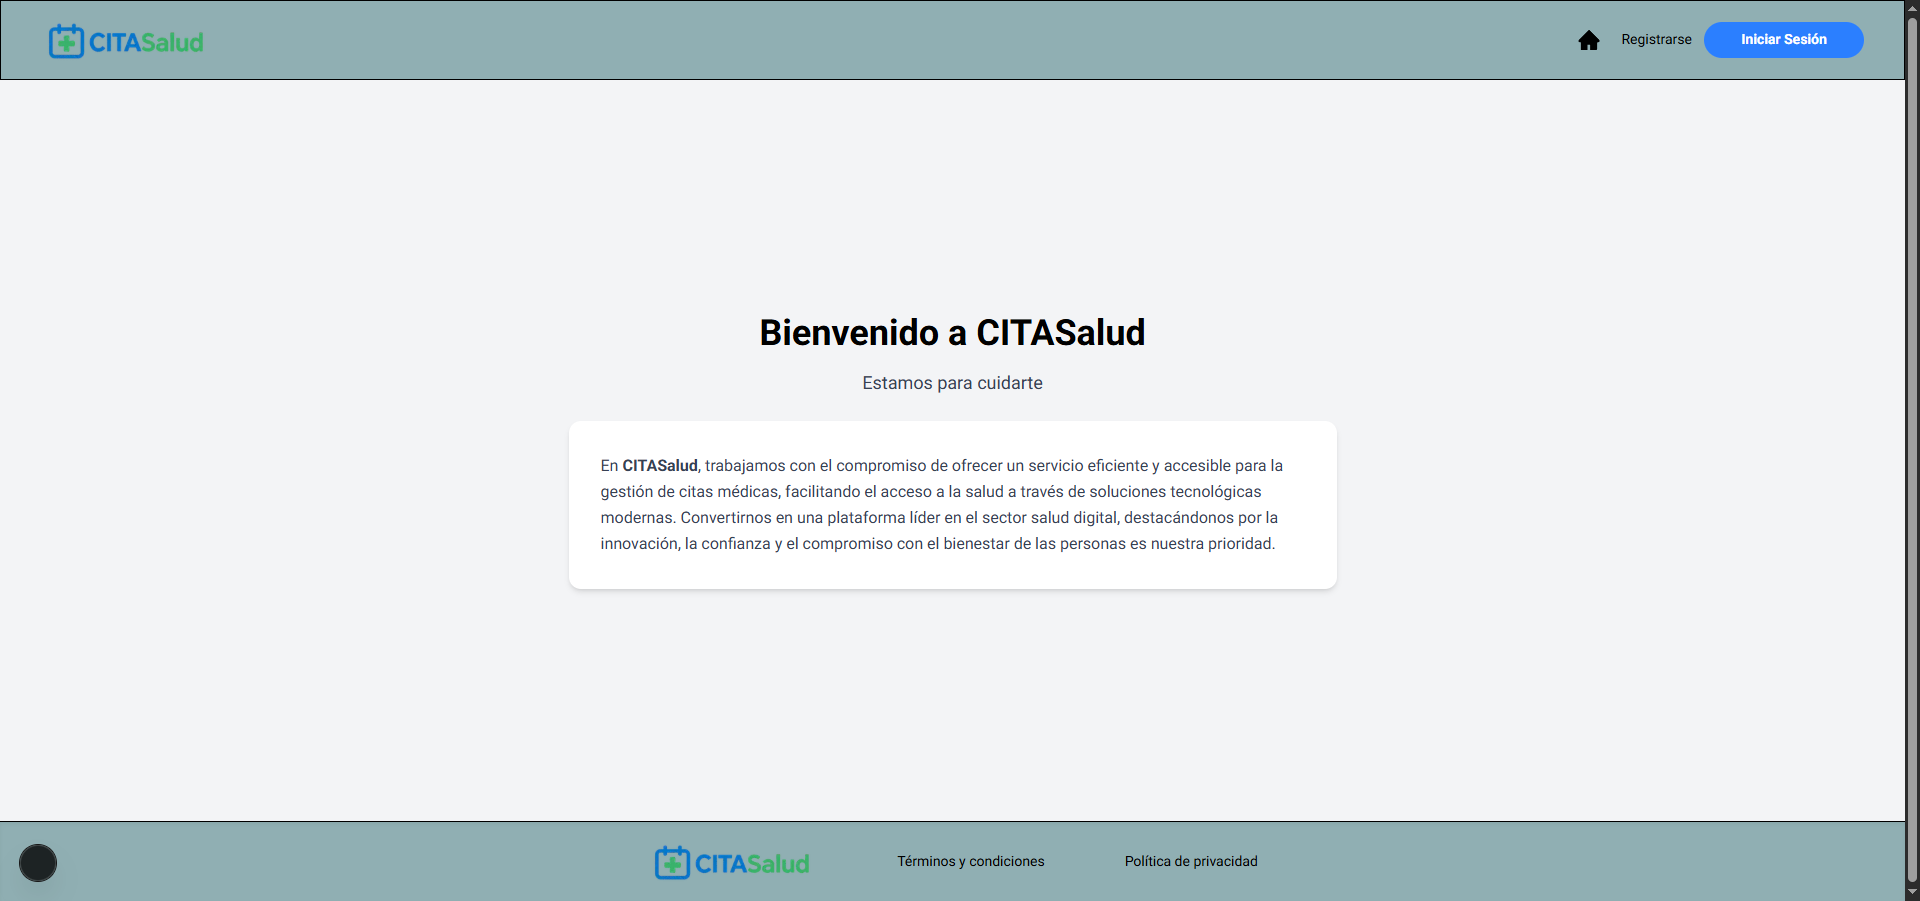 CITASalud
Registrarse
Iniciar Sesión
Bienvenido a CITASalud
Estamos para cuidarte
En CITASalud, trabajamos con el compromiso de ofrecer un servicio eficiente y accesible para la
gestión de citas médicas, facilitando el acceso a la salud a través de soluciones tecnológicas
modernas. Convertirnos en una plataforma líder en el sector salud digital, destacándonos por la
innovación, la confianza y el compromiso con el bienestar de las personas es nuestra prioridad.
CITASalud
Términos y condiciones
Política de privacidad